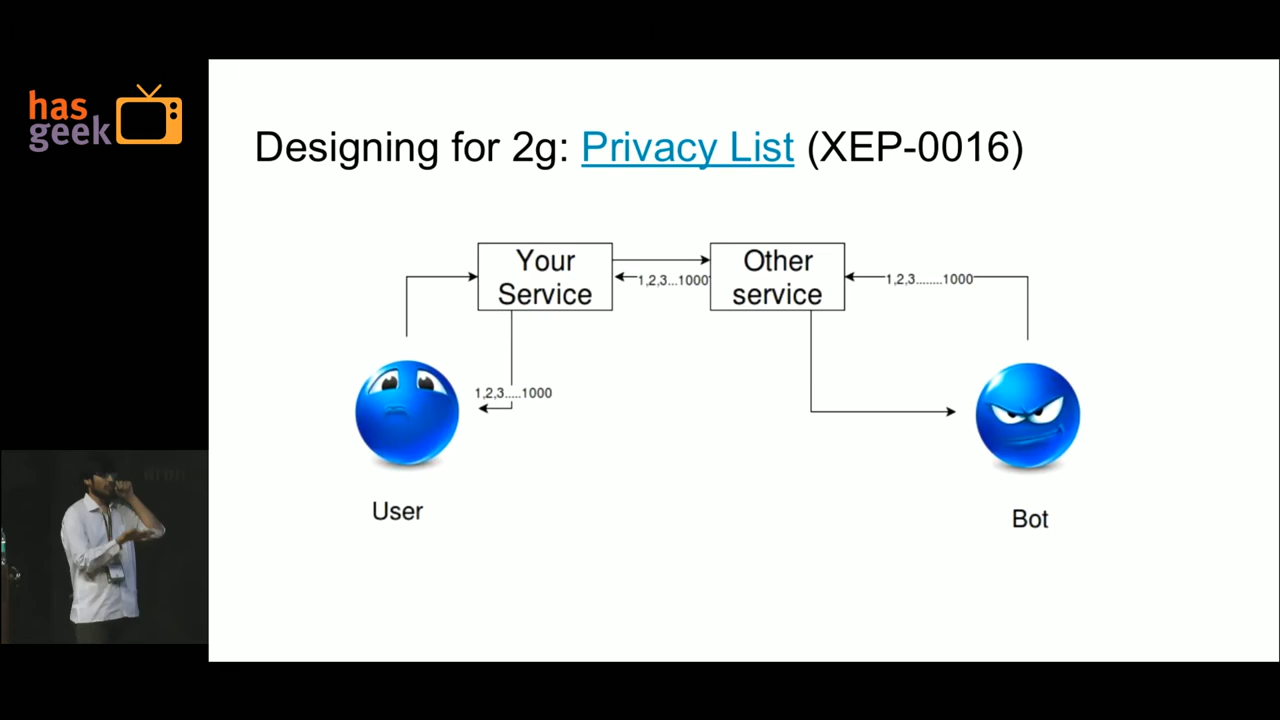 has
geek
Designing for 2g: Privacy List (XEP-0016)
Your
Service
Other
service
1,2,3...1000
1,2,3........1000
1,2,3.....1000
User
Bot